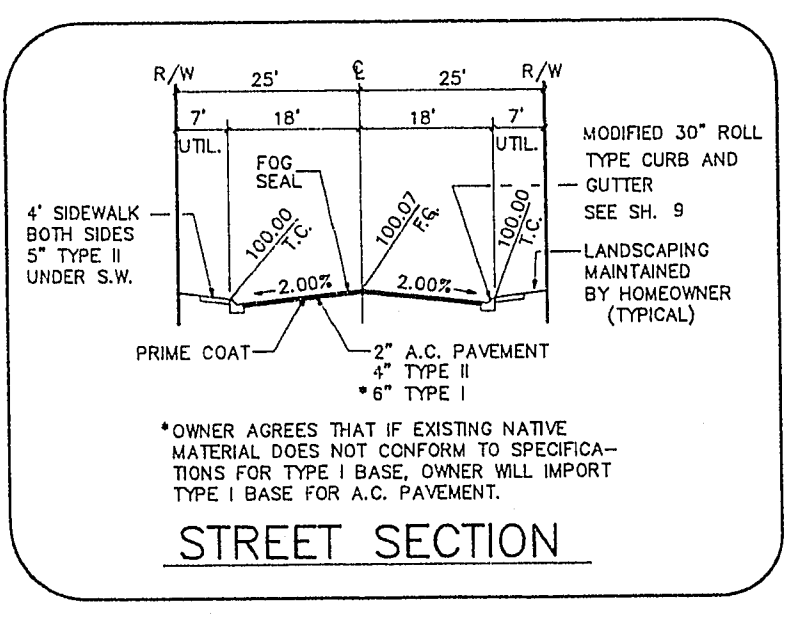 R/W ℄ R/W
25' 25'
7' 18' 18' 7'
UTIL. UTIL.
FOG
SEAL
MODIFIED 30" ROLL
TYPE CURB AND
GUTTER
SEE SH. 9
4' SIDEWALK
BOTH SIDES
5" TYPE II
UNDER S.W.
100.00
T.C.
100.07
F.G.
100.00
T.C.
LANDSCAPING
MAINTAINED
BY HOMEOWNER
(TYPICAL)
2.00% 2.00%
PRIME COAT
2" A.C. PAVEMENT
4" TYPE II
*6" TYPE I
*OWNER AGREES THAT IF EXISTING NATIVE
MATERIAL DOES NOT CONFORM TO SPECIFICA-
TIONS FOR TYPE I BASE, OWNER WILL IMPORT
TYPE I BASE FOR A.C. PAVEMENT.
STREET SECTION